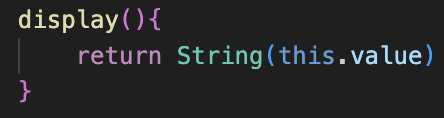 display(){
    return String(this.value)
}